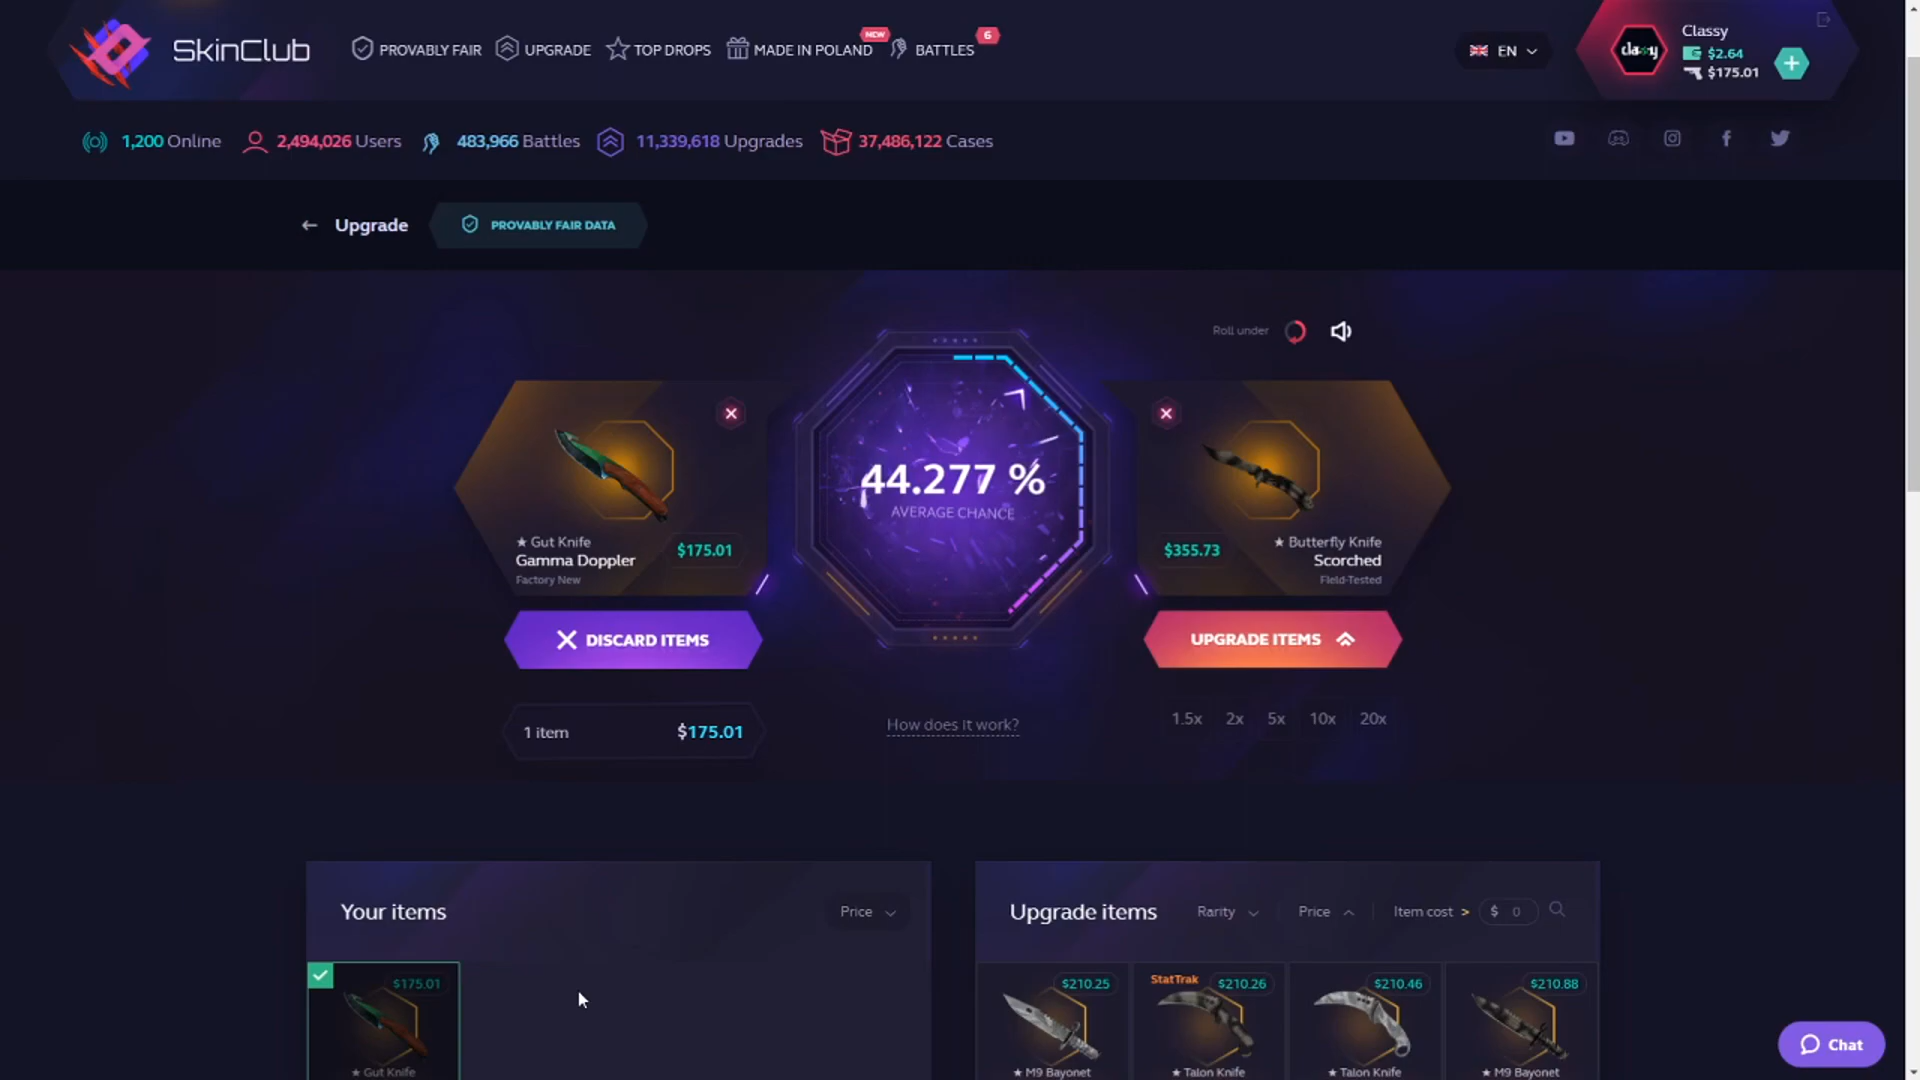 SkinClub
PROVABLY FAIR
UPGRADE
TOP DROPS
MADE IN POLAND
NEW
BATTLES
6
EN
classy
Classy
$2.64
$175.01
1,200 Online
2,494,026 Users
483,966 Battles
11,339,618 Upgrades
37,486,122 Cases
← Upgrade
PROVABLY FAIR DATA
Roll under
44.277 %
AVERAGE CHANCE
★ Gut Knife
Gamma Doppler
Factory New
$175.01
$355.73
★ Butterfly Knife
Scorched
Field-Tested
DISCARD ITEMS
UPGRADE ITEMS
1 item $175.01
How does it work?
1.5x 2x 5x 10x 20x
Your items
Price
Upgrade items
Rarity
Price
Item cost >
$ 0
$175.01
★ Gut Knife
$210.25
★ M9 Bayonet
StatTrak $210.26
★ Talon Knife
$210.46
★ Talon Knife
$210.88
★ M9 Bayonet
Chat